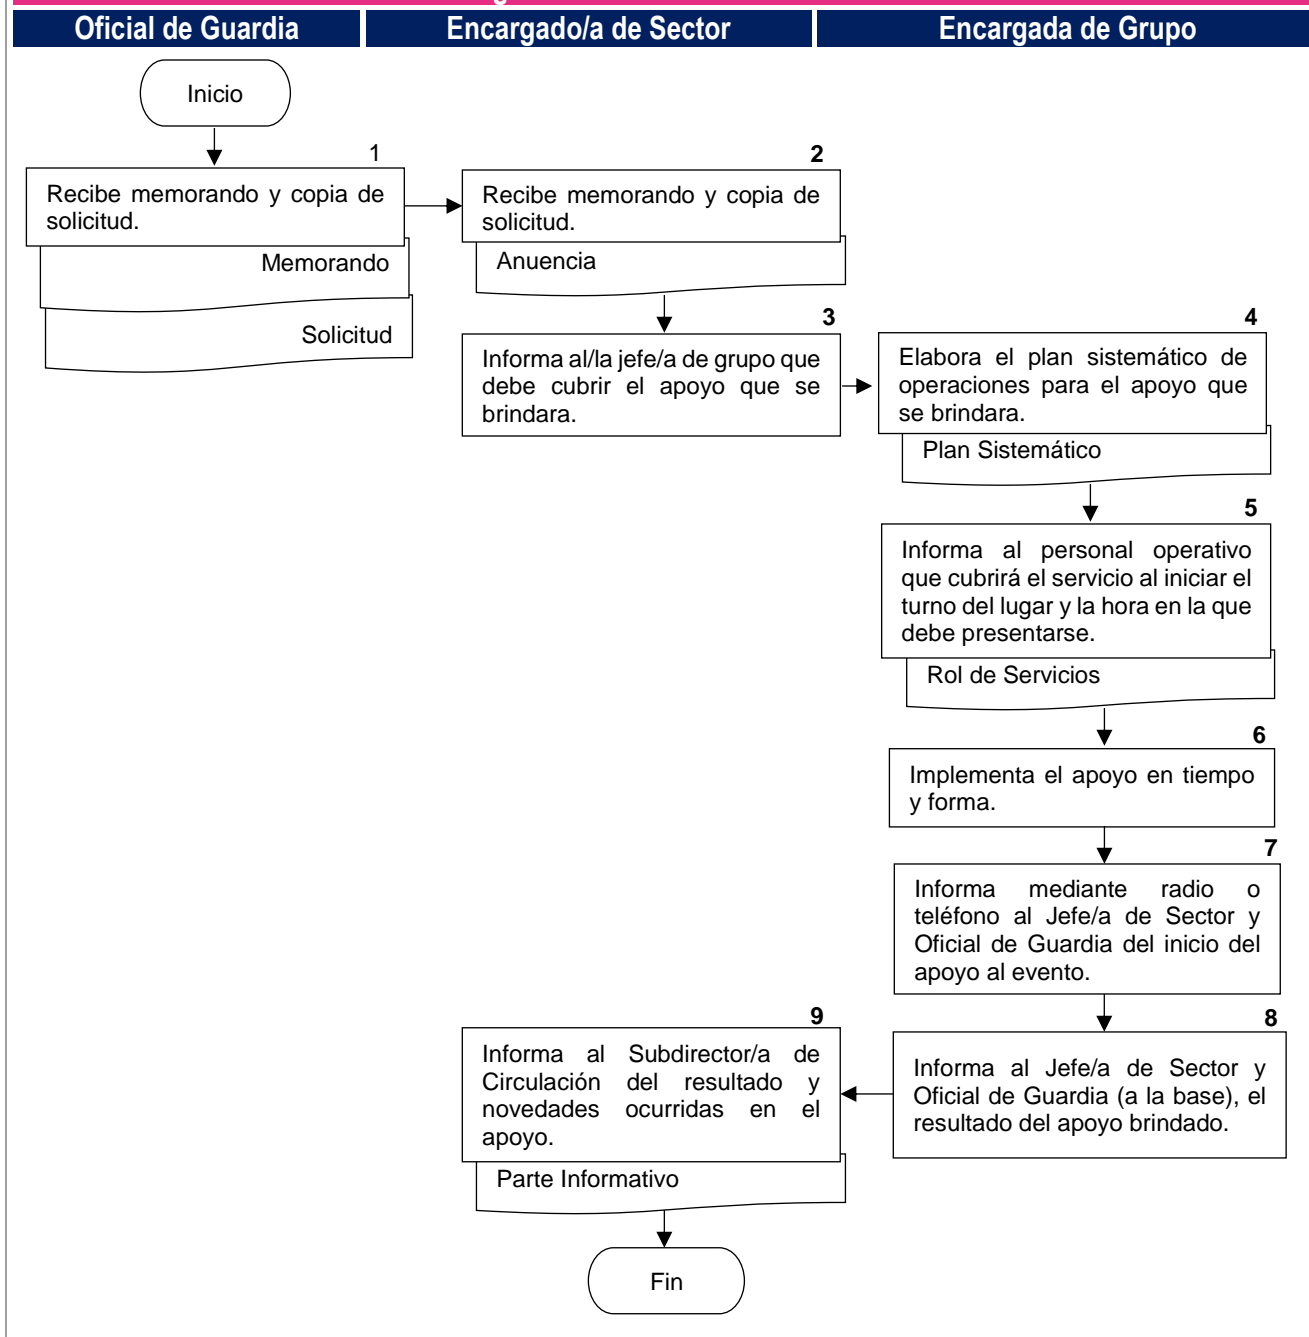 Oficial de Guardia
Encargado/a de Sector
Encargada de Grupo
Inicio
1
Recibe memorando y copia de
solicitud.
Memorando
Solicitud
2
Recibe memorando y copia de
solicitud.
Anuencia
3
Informa al/la jefe/a de grupo que
debe cubrir el apoyo que se
brindara.
4
Elabora el plan sistemático de
operaciones para el apoyo que
se brindara.
Plan Sistemático
5
Informa al personal operativo
que cubrirá el servicio al iniciar el
turno del lugar y la hora en la que
debe presentarse.
Rol de Servicios
6
Implementa el apoyo en tiempo
y forma.
7
Informa mediante radio o
teléfono al Jefe/a de Sector y
Oficial de Guardia del inicio del
apoyo al evento.
8
Informa al Jefe/a de Sector y
Oficial de Guardia (a la base), el
resultado del apoyo brindado.
9
Informa al Subdirector/a de
Circulación del resultado y
novedades ocurridas en el
apoyo.
Parte Informativo
Fin